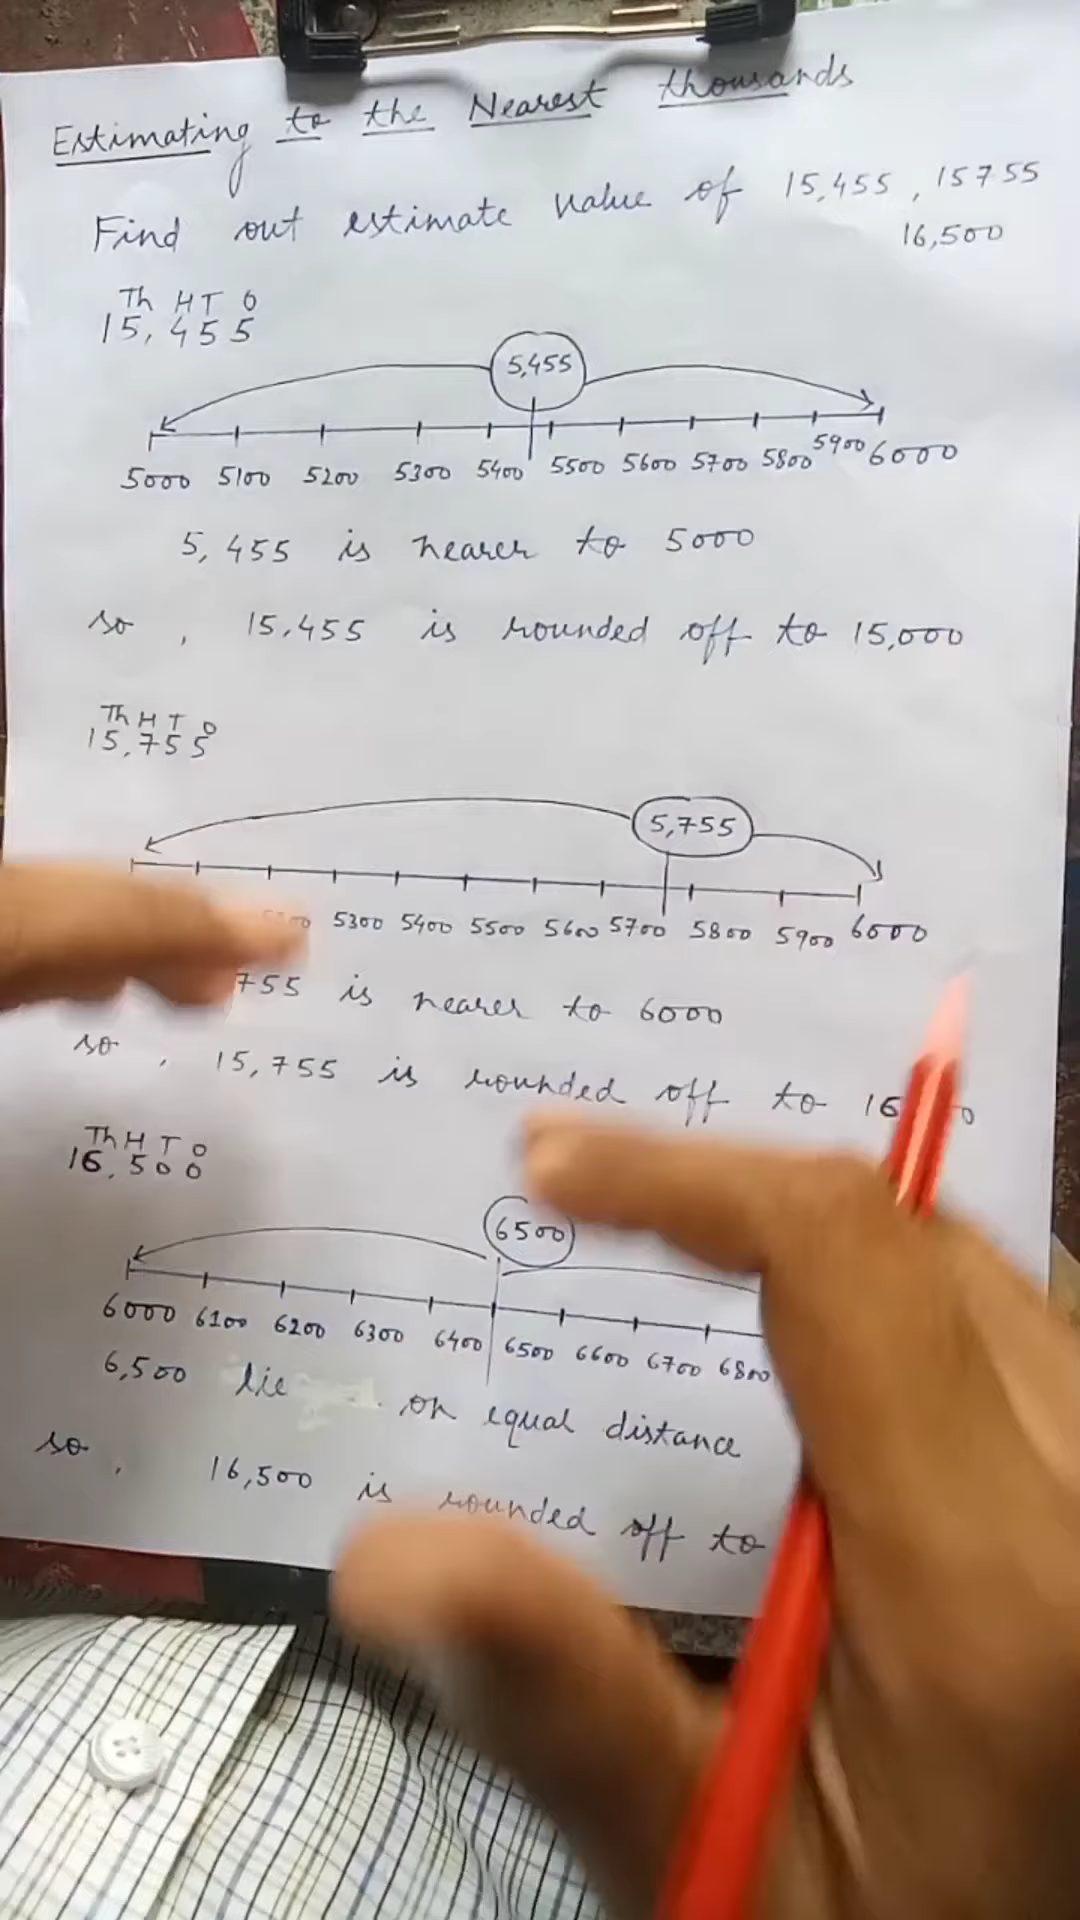 Estimating to the Nearest thousands
Find out estimate value of 15,455 , 15755
16,500
Th H T O
15,455
5,455
5000 5100 5200 5300 5400 5500 5600 5700 5800 5900 6000
5,455 is nearer to 5000
so , 15,455 is rounded off to 15,000
Th H T O
15,755
5,755
5300 5400 5500 5600 5700 5800 5900 6000
755 is nearer to 6000
so , 15,755 is rounded off to
Th H T O
16,500
6500
6000 6100 6200 6300 6400 6500 6600 6700 6800
6,500 lie on equal distance
so , 16,500 is rounded off to